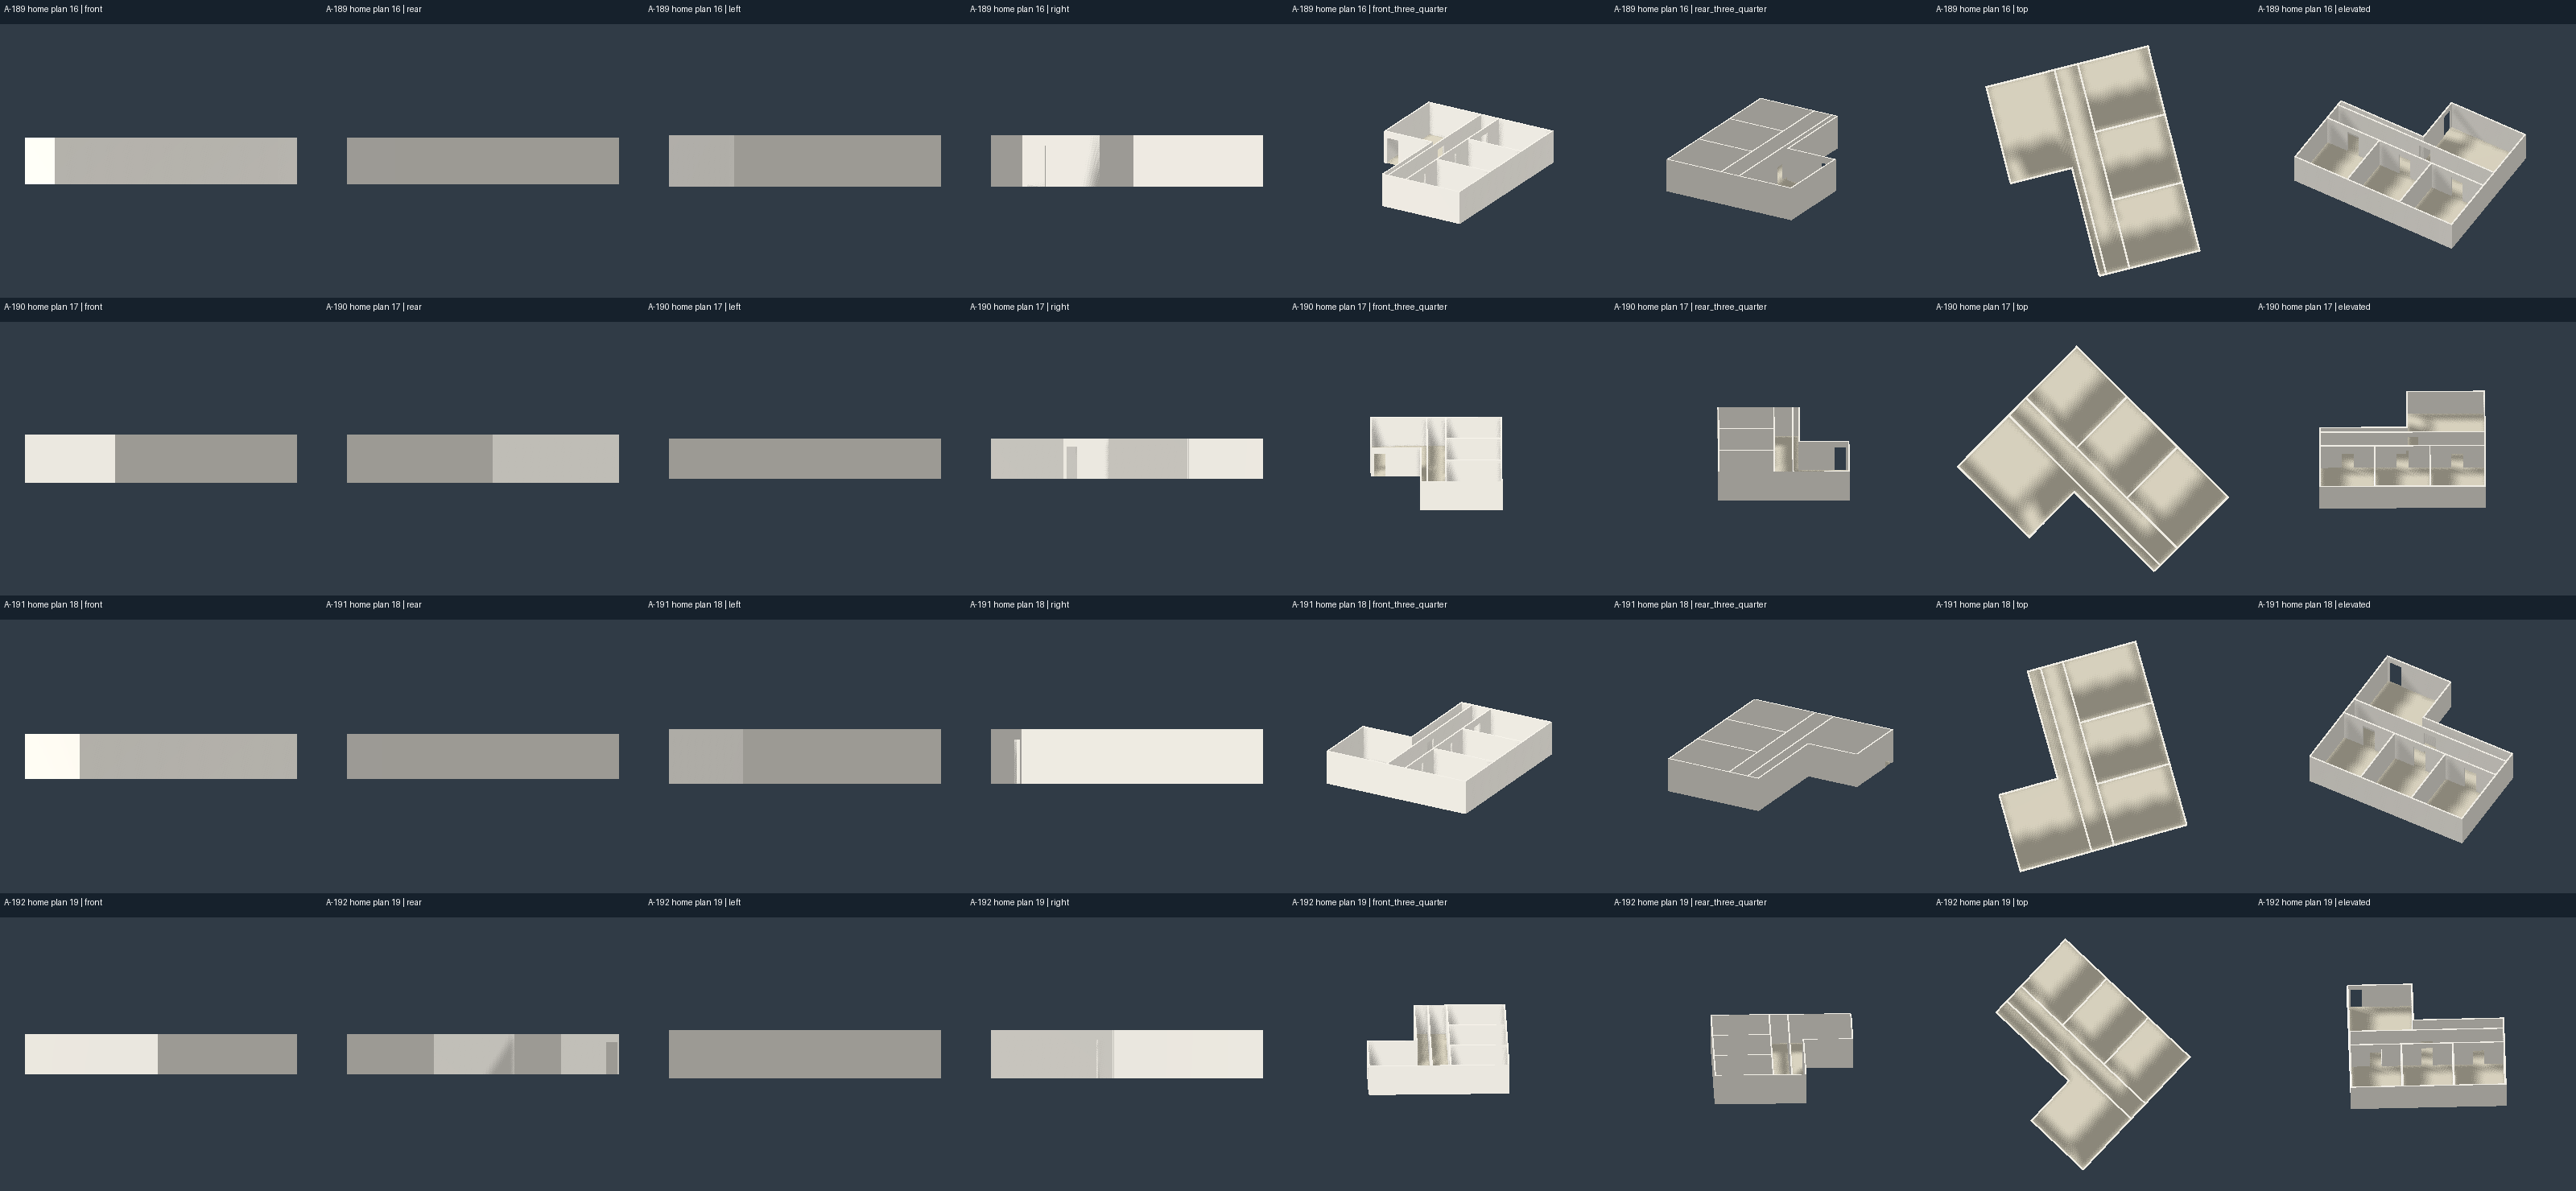 A-189 home plan 16 | front
A-189 home plan 16 | rear
A-189 home plan 16 | left
A-189 home plan 16 | right
A-189 home plan 16 | front_three_quarter
A-189 home plan 16 | rear_three_quarter
A-189 home plan 16 | top
A-189 home plan 16 | elevated
A-190 home plan 17 | front
A-190 home plan 17 | rear
A-190 home plan 17 | left
A-190 home plan 17 | right
A-190 home plan 17 | front_three_quarter
A-190 home plan 17 | rear_three_quarter
A-190 home plan 17 | top
A-190 home plan 17 | elevated
A-191 home plan 18 | front
A-191 home plan 18 | rear
A-191 home plan 18 | left
A-191 home plan 18 | right
A-191 home plan 18 | front_three_quarter
A-191 home plan 18 | rear_three_quarter
A-191 home plan 18 | top
A-191 home plan 18 | elevated
A-192 home plan 19 | front
A-192 home plan 19 | rear
A-192 home plan 19 | left
A-192 home plan 19 | right
A-192 home plan 19 | front_three_quarter
A-192 home plan 19 | rear_three_quarter
A-192 home plan 19 | top
A-192 home plan 19 | elevated